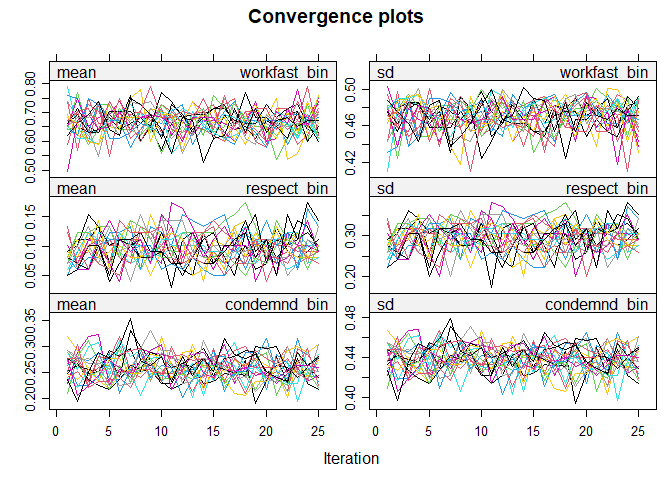 Convergence plots
mean workfast_bin
sd workfast_bin
0.50 0.60 0.70 0.80
0.42 0.46 0.50
mean respect_bin
sd respect_bin
0.05 0.10 0.15
0.20 0.30
mean condemnd_bin
sd condemnd_bin
0.20 0.25 0.30 0.35
0.40 0.44 0.48
0 5 10 15 20 25
0 5 10 15 20 25
Iteration